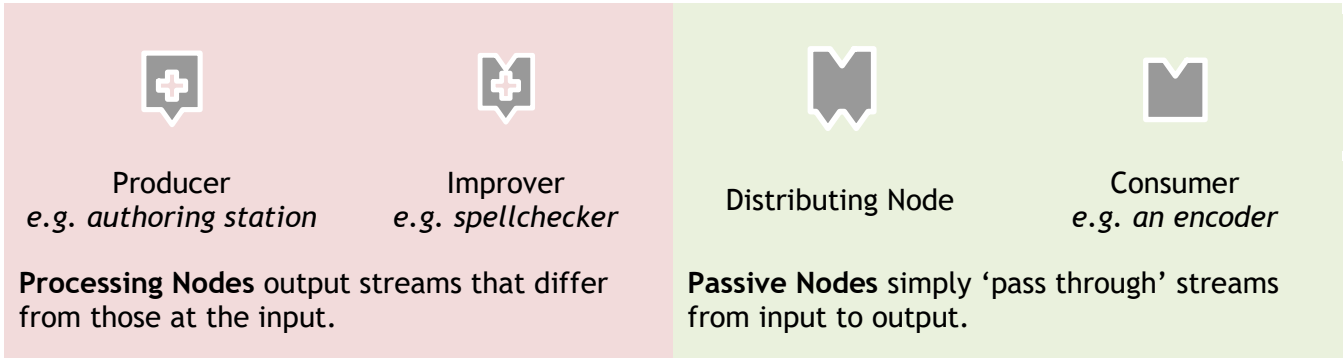 Producer
e.g. authoring station
Improver
e.g. spellchecker
Processing Nodes output streams that differ
from those at the input.
Distributing Node
Consumer
e.g. an encoder
Passive Nodes simply ‘pass through’ streams
from input to output.